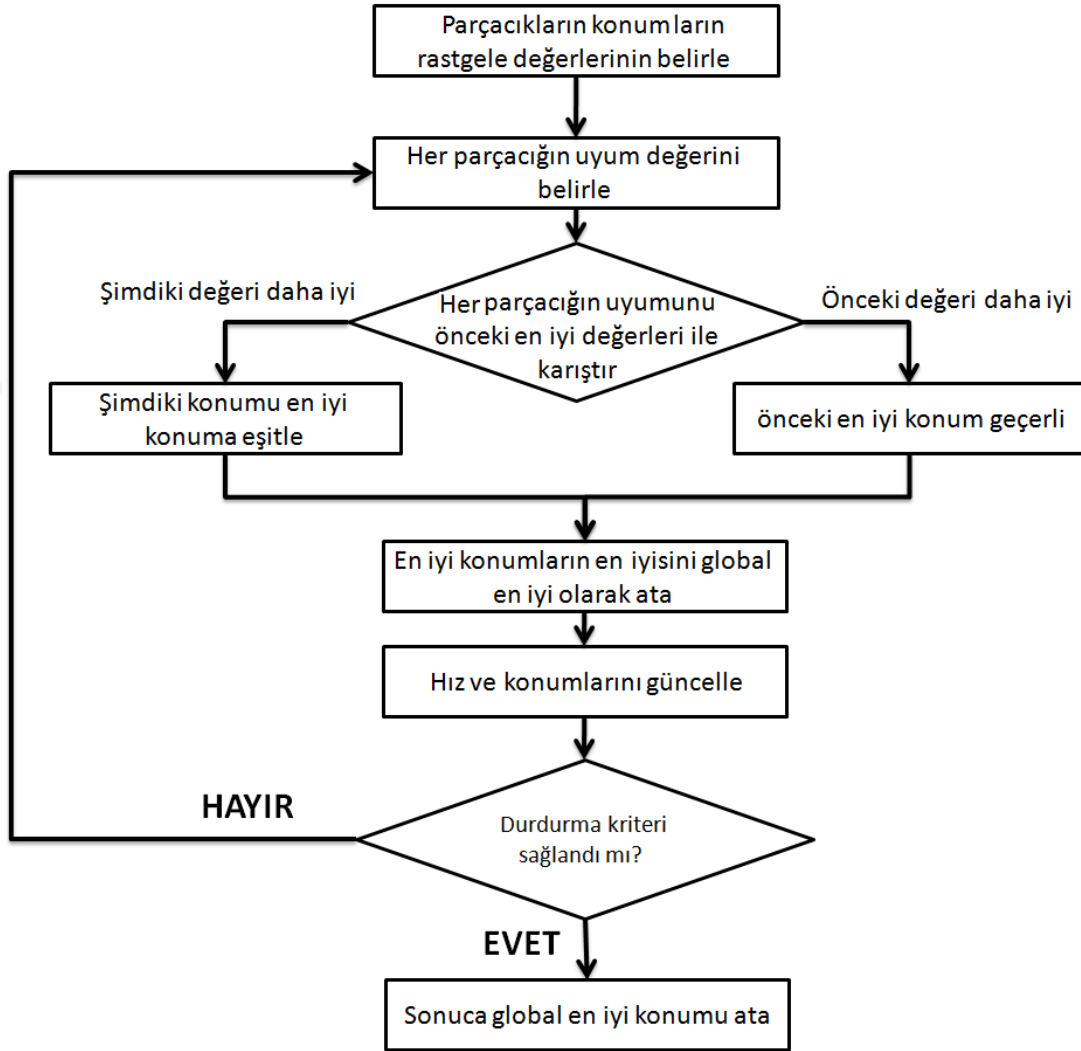 Parçacıkların konumların
rastgele değerlerinin belirle
Her parçacığın uyum değerini
belirle
Şimdiki değeri daha iyi
Önceki değeri daha iyi
Her parçacığın uyumunu
önceki en iyi değerleri ile
karıştır
Şimdiki konumu en iyi
konuma eşitle
önceki en iyi konum geçerli
En iyi konumların en iyisini global
en iyi olarak ata
Hız ve konumlarını güncelle
HAYIR
Durdurma kriteri
sağlandı mı?
EVET
Sonuca global en iyi konumu ata